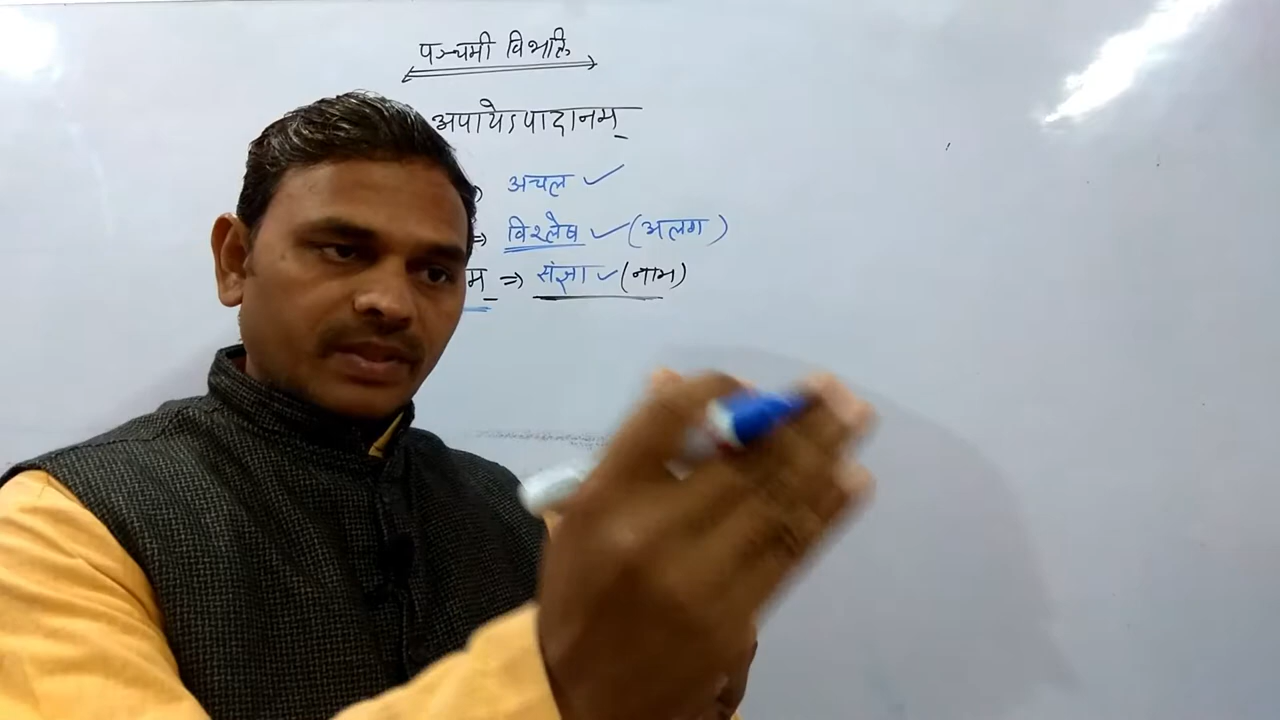 पञ्चमी विभक्ति
अपायेऽपादानम्
⇒ अचल ✓
⇒ विश्लेष ✓ (अलग)
म् ⇒ संज्ञा ✓ (नाम)